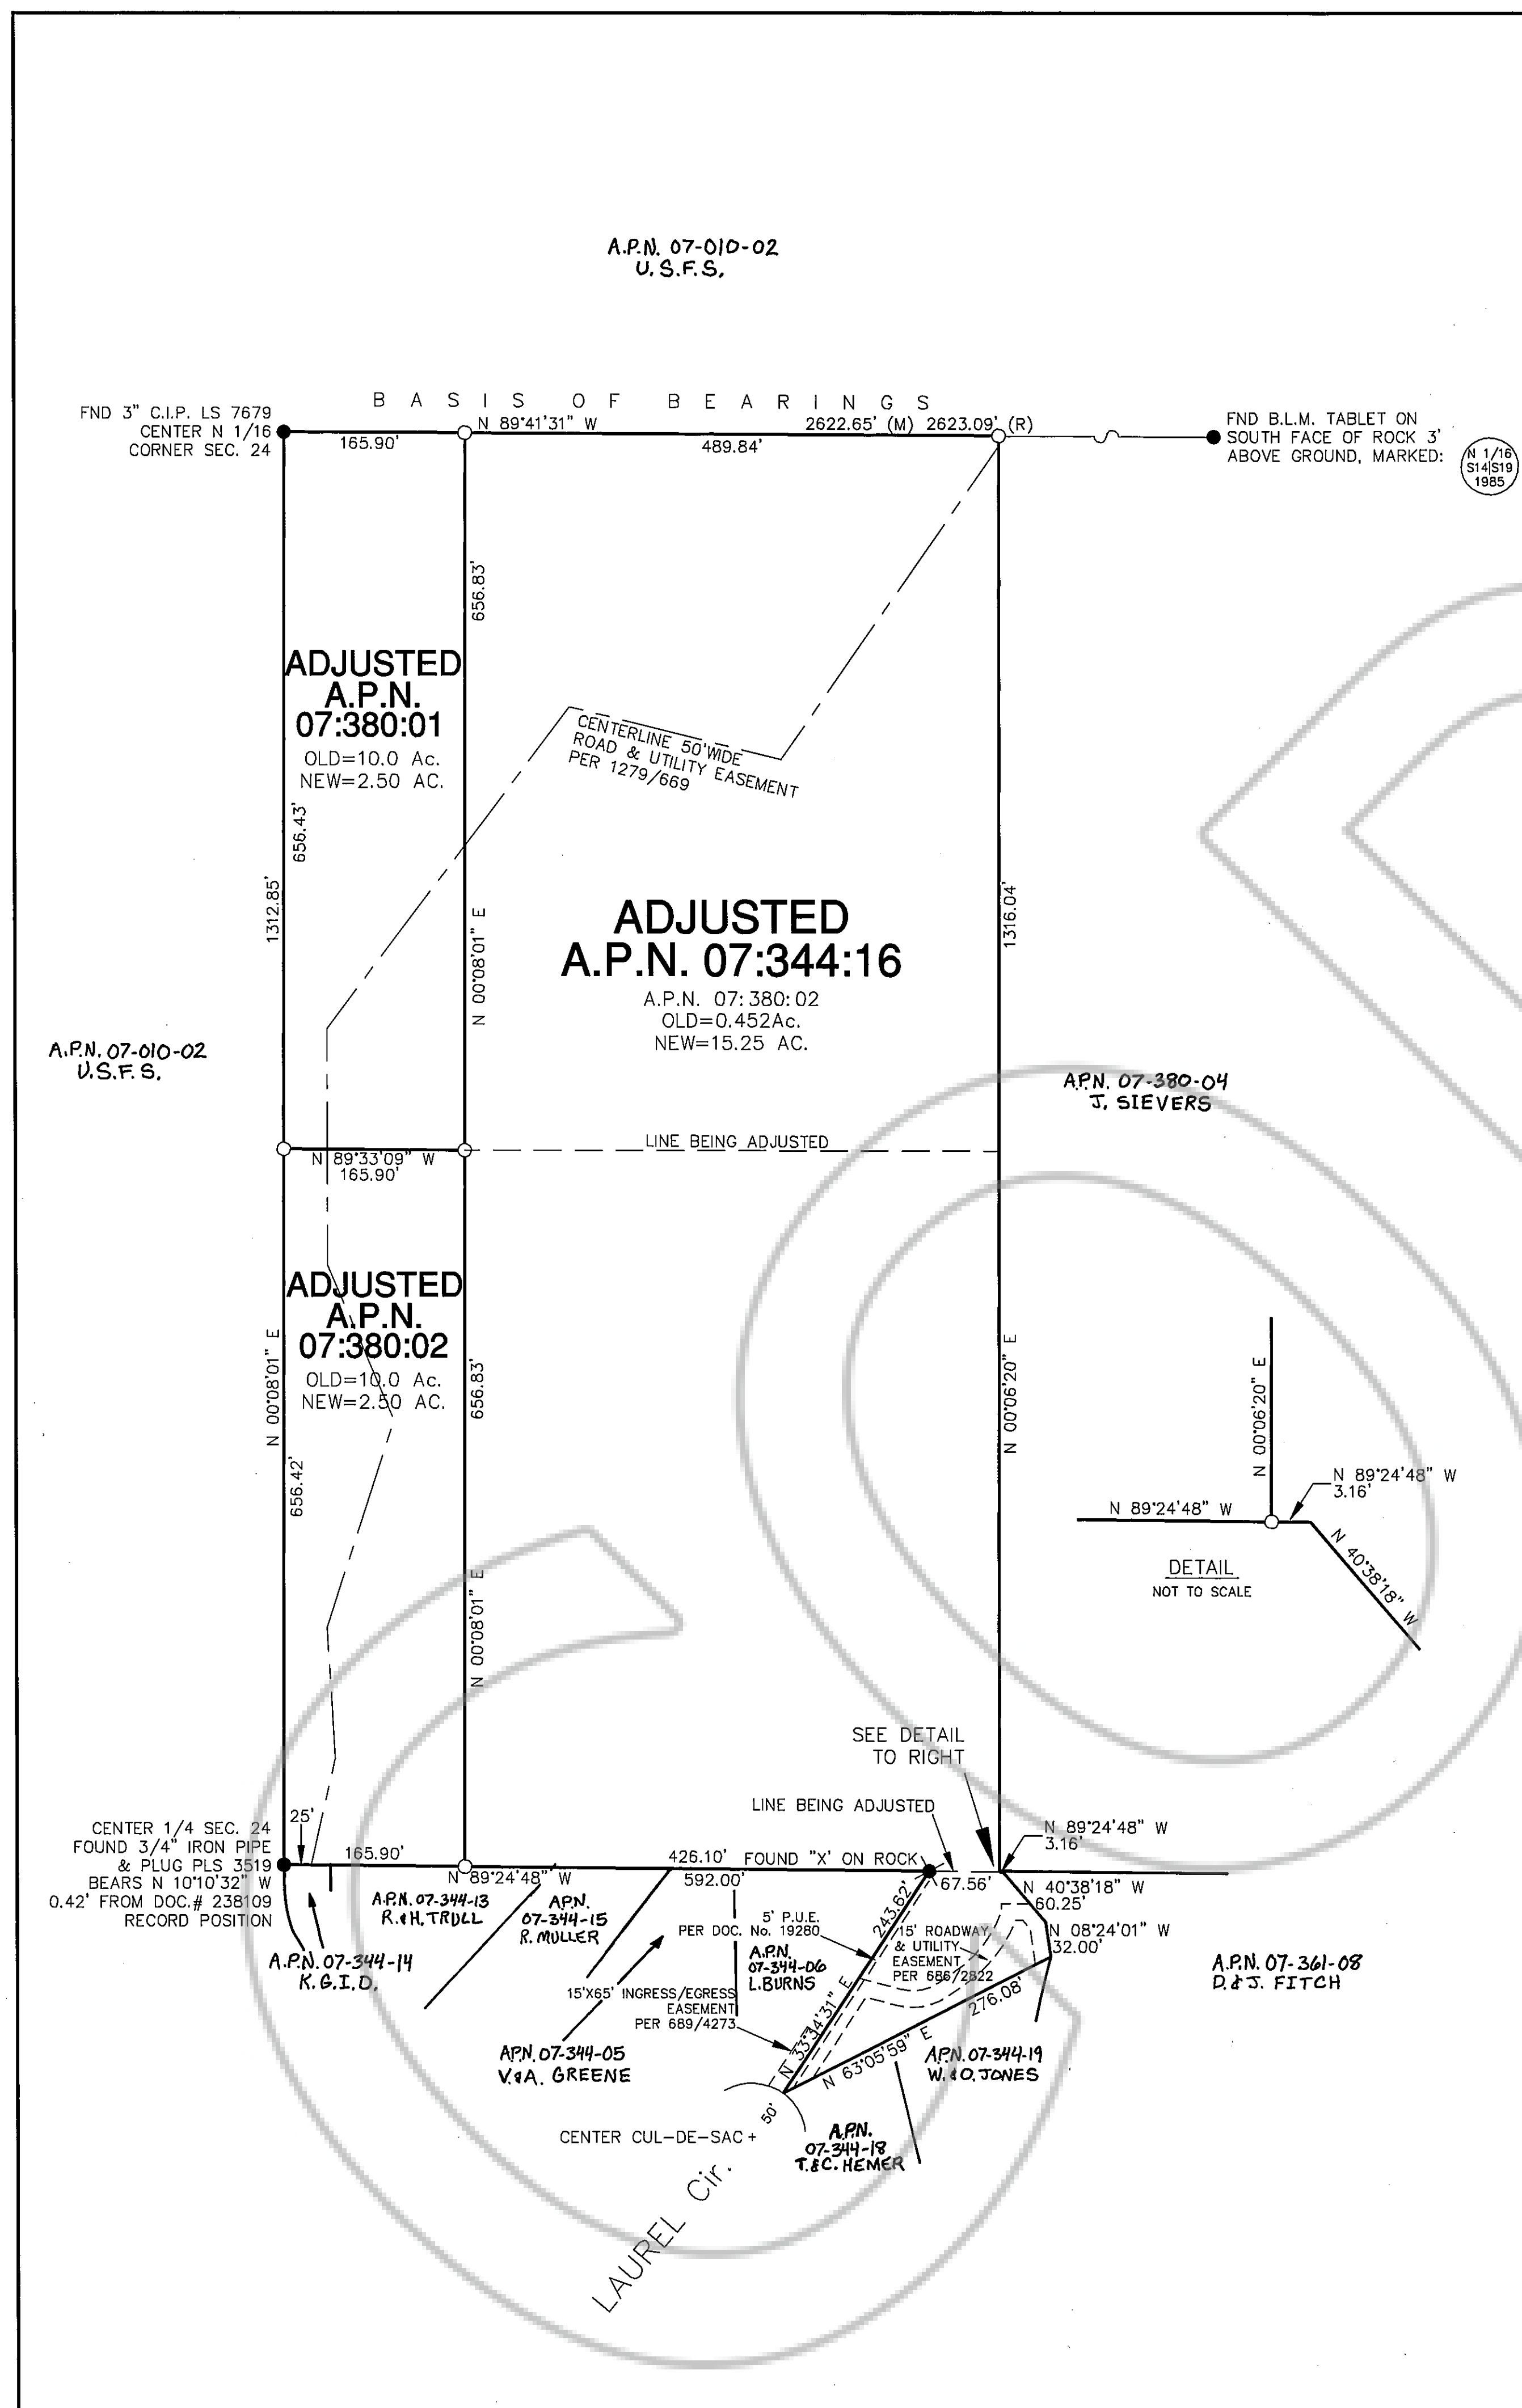 A.P.N. 07-010-02
U.S.F.S.
BASIS OF BEARINGS
FND 3" C.I.P. LS 7679
CENTER N 1/16
CORNER SEC. 24
165.90'
N 89°41'31" W
489.84'
2622.65' (M) 2623.09' (R)
FND B.L.M. TABLET ON
SOUTH FACE OF ROCK 3'
ABOVE GROUND, MARKED:
N 1/16
S14|S19
1985
656.83'
ADJUSTED
A.P.N.
07:380:01
OLD=10.0 Ac.
NEW=2.50 AC.
CENTERLINE 50'WIDE
ROAD & UTILITY EASEMENT
PER 1279/669
656.43'
1312.85'
N 00°08'01" E
1316.04'
ADJUSTED
A.P.N. 07:344:16
A.P.N. 07:380:02
OLD=0.452Ac.
NEW=15.25 AC.
A.P.N. 07-010-02
U.S.F.S.
A.P.N. 07-380-04
J. SIEVERS
LINE BEING ADJUSTED
N 89°33'09" W
165.90'
ADJUSTED
A.P.N.
07:380:02
OLD=10.0 Ac.
NEW=2.50 AC.
N 00°08'01" E
656.83'
N 00°06'20" E
656.42'
N 00°08'01" E
N 00°06'20" E
N 89°24'48" W
3.16'
N 89°24'48" W
N 40°38'18" W
DETAIL
NOT TO SCALE
SEE DETAIL
TO RIGHT
LINE BEING ADJUSTED
N 89°24'48" W
3.16'
CENTER 1/4 SEC. 24
FOUND 3/4" IRON PIPE
& PLUG PLS 3519
BEARS N 10°10'32" W
0.42' FROM DOC.# 238109
RECORD POSITION
25'
165.90'
N 89°24'48" W
426.10'
592.00'
FOUND "X' ON ROCK
67.56'
N 40°38'18" W
60.25'
N 08°24'01" W
32.00'
A.P.N. 07-344-14
K.G.I.D.
A.P.N. 07-344-13
R.&H. TRULL
A.P.N.
07-344-15
R. MULLER
5' P.U.E.
PER DOC. No. 19280
A.P.N.
07-344-06
L.BURNS
243.62'
N 33°34'31" E
15' ROADWAY
& UTILITY
EASEMENT
PER 686/2822
276.08'
N 63°05'59" E
15'X65' INGRESS/EGRESS
EASEMENT
PER 689/4273
A.P.N. 07-344-05
V.&A. GREENE
A.P.N. 07-344-19
W.&O. JONES
A.P.N. 07-361-08
D.&J. FITCH
A.P.N.
07-344-18
T.&C. HEMER
50'
CENTER CUL-DE-SAC +
LAUREL Cir.